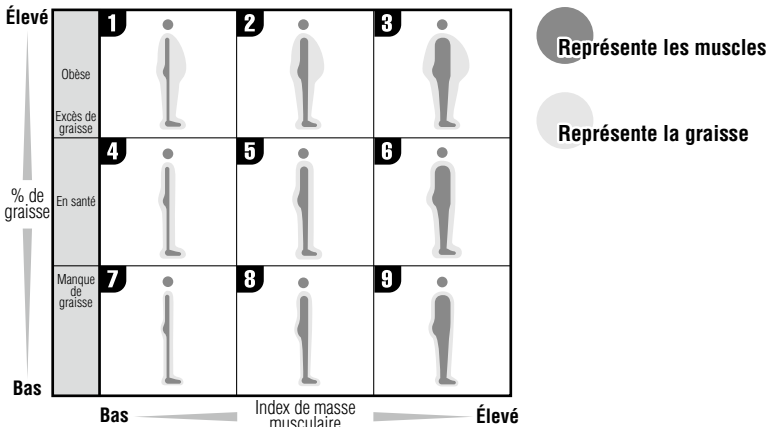 Élevé
1
2
3
Obèse
Excès de
graisse
4
5
6
% de
graisse
En santé
7
8
9
Manque
de
graisse
Bas
Bas
Index de masse
musculaire
Élevé
Représente les muscles
Représente la graisse